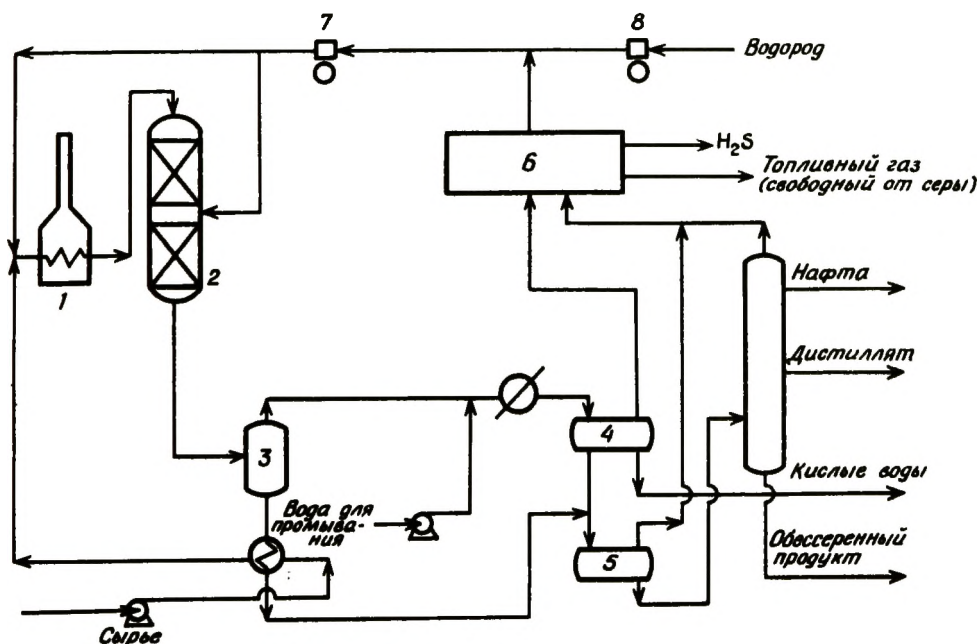 7
8
Водород
6
H₂S
Топливный газ
(свободный от серы)
1
2
Нафта
Дистиллят
3
4
Кислые воды
Вода для
промыва-
ния
5
Обессеренный
продукт
Сырье